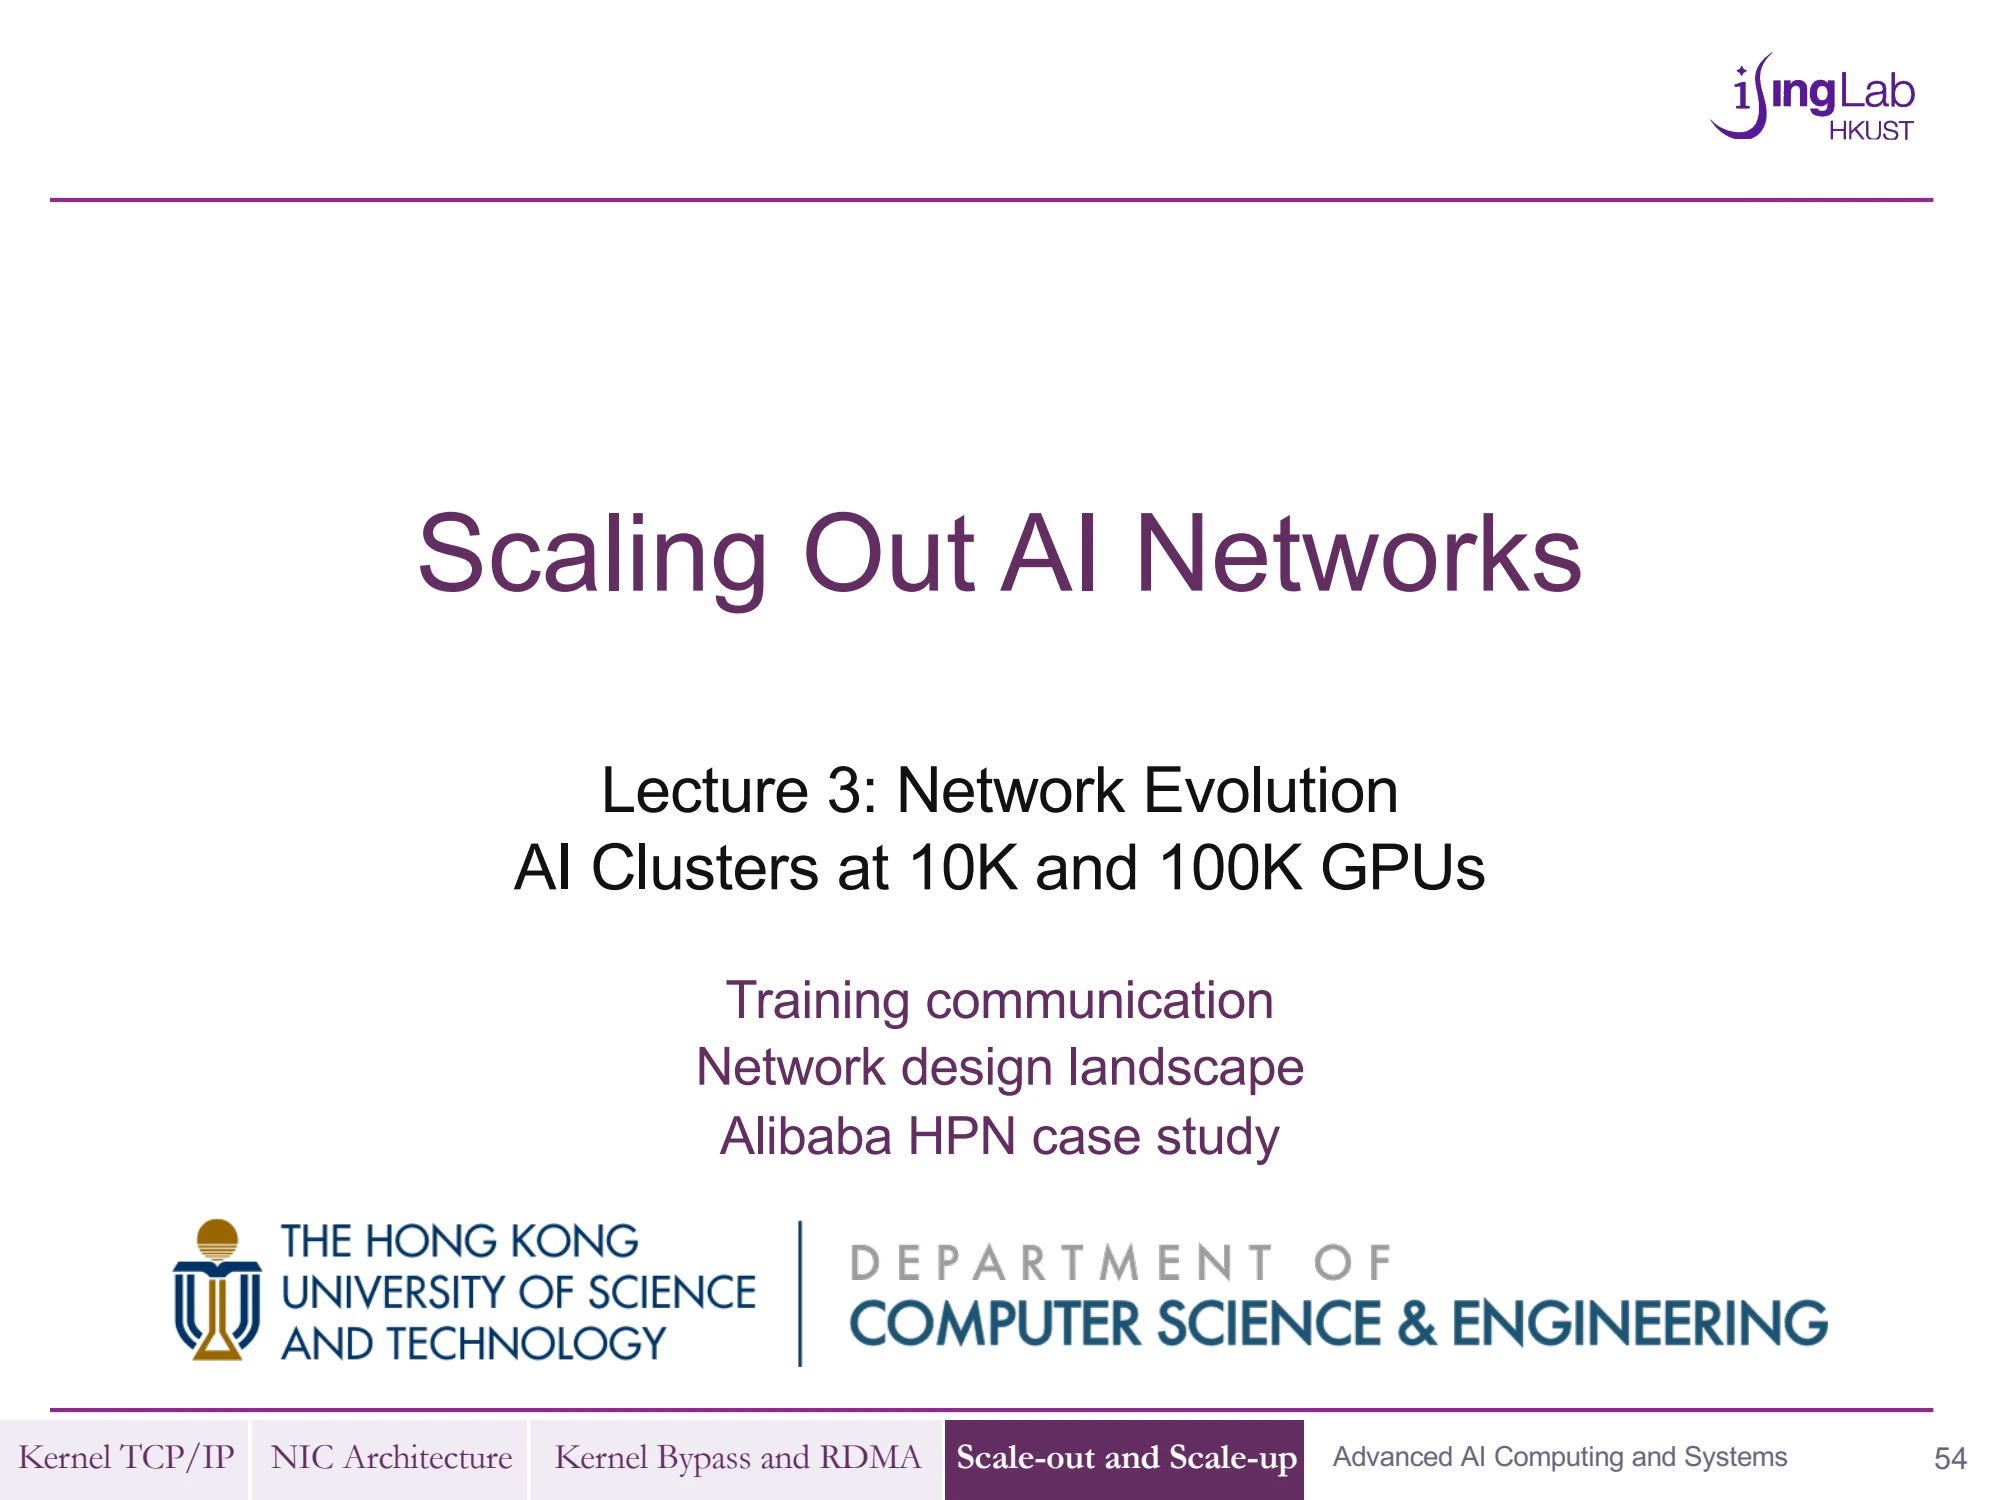 iSingLab
HKUST
Scaling Out AI Networks
Lecture 3: Network Evolution
AI Clusters at 10K and 100K GPUs
Training communication
Network design landscape
Alibaba HPN case study
THE HONG KONG
UNIVERSITY OF SCIENCE
AND TECHNOLOGY
DEPARTMENT OF
COMPUTER SCIENCE & ENGINEERING
Kernel TCP/IP
NIC Architecture
Kernel Bypass and RDMA
Scale-out and Scale-up
Advanced AI Computing and Systems
54